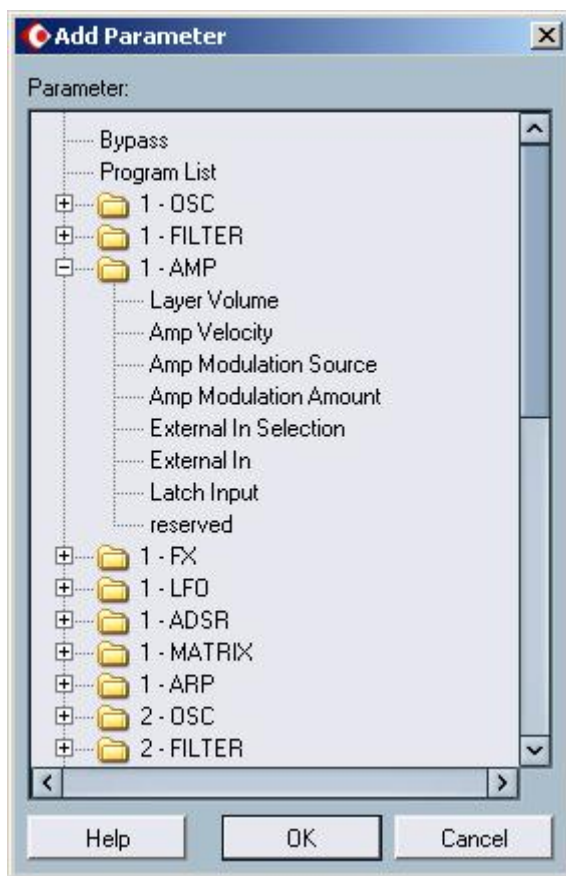 Add Parameter
Parameter:
Bypass
Program List
1 - OSC
1 - FILTER
1 - AMP
Layer Volume
Amp Velocity
Amp Modulation Source
Amp Modulation Amount
External In Selection
External In
Latch Input
reserved
1 - FX
1 - LFO
1 - ADSR
1 - MATRIX
1 - ARP
2 - OSC
2 - FILTER
Help OK Cancel